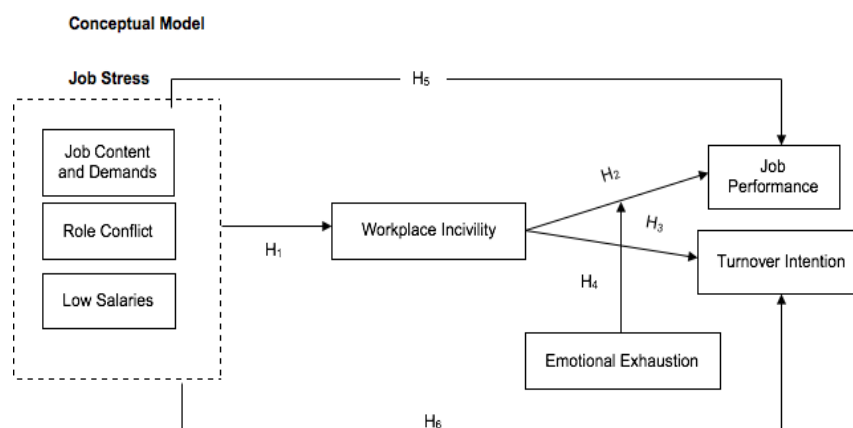 Conceptual Model
Job Stress
H5
Job Content
and Demands
Role Conflict
Low Salaries
H1
Workplace Incivility
H2
H3
H4
Job
Performance
Turnover Intention
Emotional Exhaustion
H6